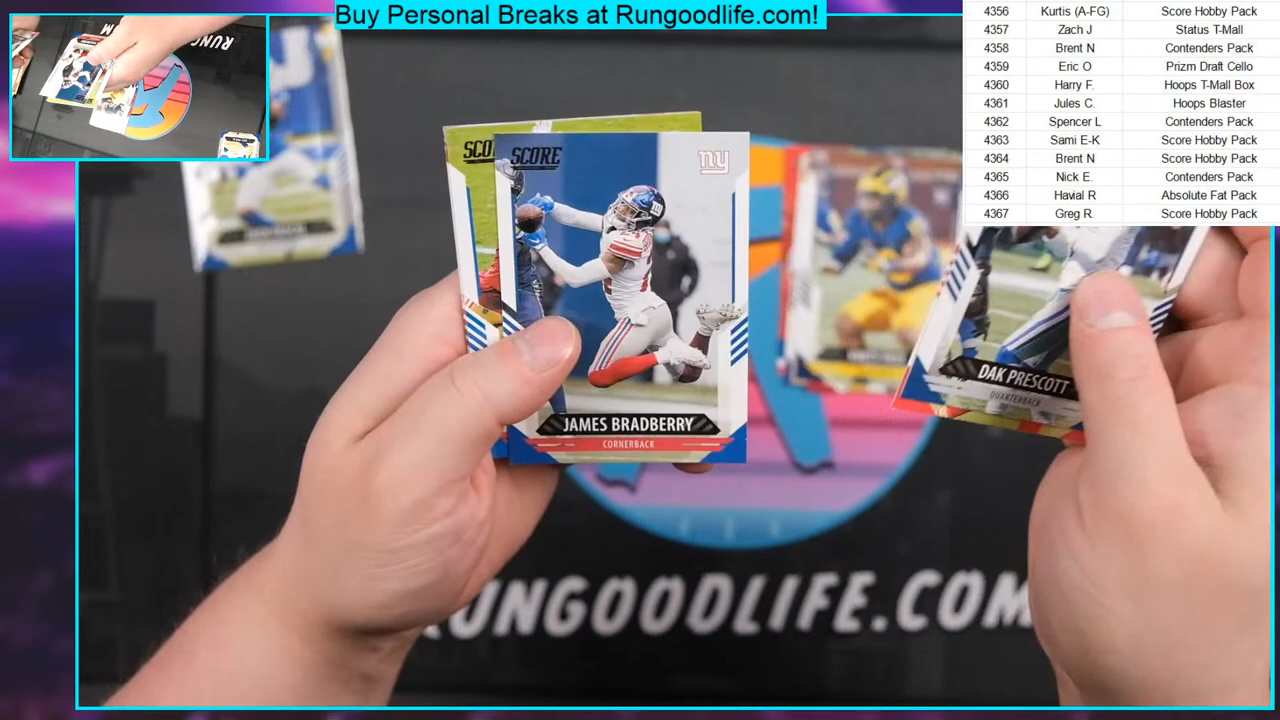 Buy Personal Breaks at Rungoodlife.com!
4356 Kurtis (A-FG) Score Hobby Pack
4357 Zach J Status T-Mall
4358 Brent N Contenders Pack
4359 Eric O Prizm Draft Cello
4360 Harry F. Hoops T-Mall Box
4361 Jules C. Hoops Blaster
4362 Spencer L Contenders Pack
4363 Sami E-K Score Hobby Pack
4364 Brent N Score Hobby Pack
4365 Nick E. Contenders Pack
4366 Havial R Absolute Fat Pack
4367 Greg R. Score Hobby Pack
SCO
SCORE
ny
JAMES BRADBERRY
CORNERBACK
DAK PRESCOTT
QUARTERBACK
RUNGOODLIFE.COM